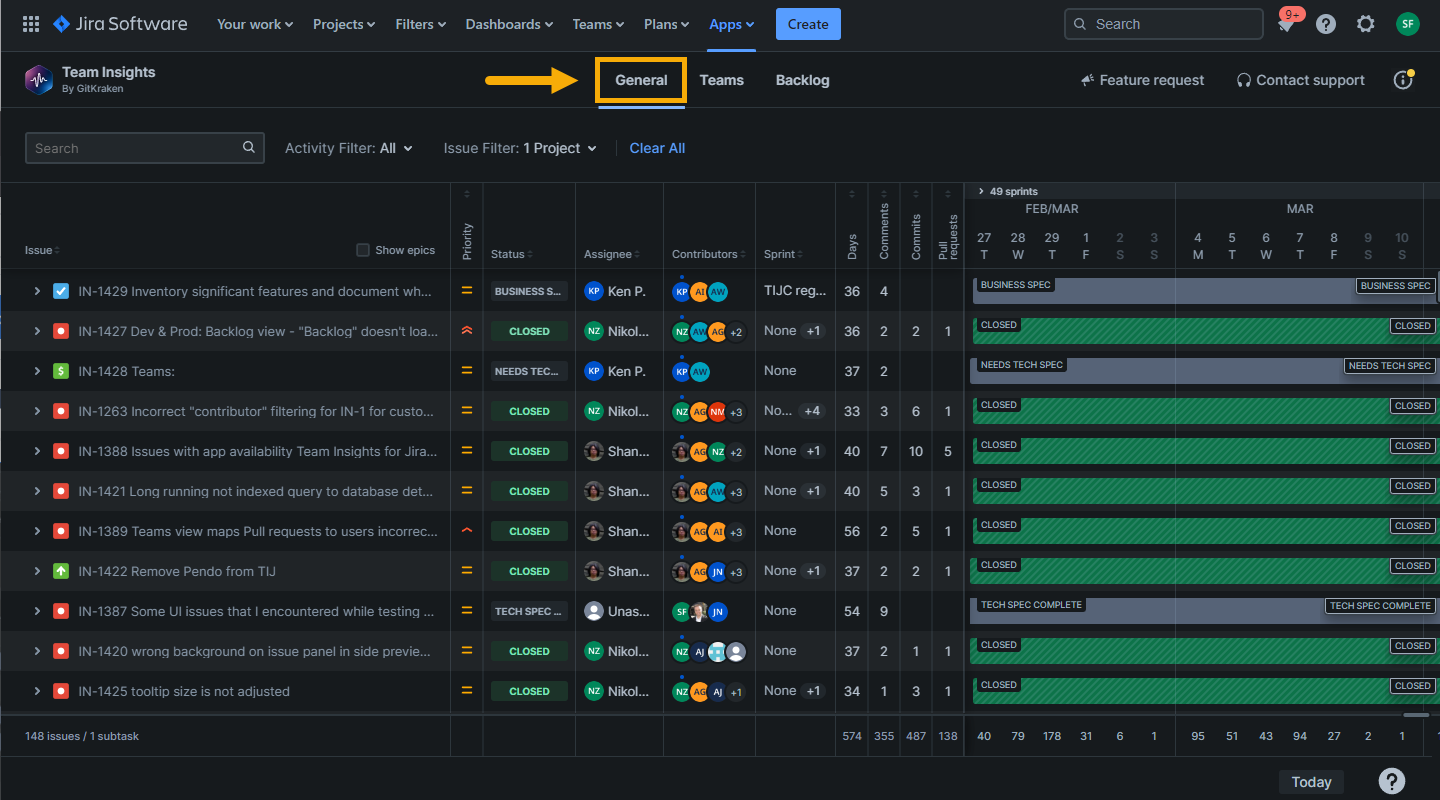 Jira Software Your work Projects Filters Dashboards Teams Plans Apps Create Search 9+ SF
Team Insights
By GitKraken
General Teams Backlog Feature request Contact support
Search Activity Filter: All Issue Filter: 1 Project Clear All
49 sprints
FEB/MAR MAR
Issue Show epics Priority Status Assignee Contributors Sprint Days Comments Commits Pull requests
27 28 29 1 2 3 4 5 6 7 8 9 10
T W T F S S M T W T F S S
IN-1429 Inventory significant features and document wh... BUSINESS S... KP Ken P. KP AI AW TIJC reg... 36 4 BUSINESS SPEC BUSINESS SPEC
IN-1427 Dev & Prod: Backlog view - "Backlog" doesn't loa... CLOSED NZ Nikol... NZ AW AG +2 None +1 36 2 2 1 CLOSED CLOSED
IN-1428 Teams: NEEDS TEC... KP Ken P. KP AW None 37 2 NEEDS TECH SPEC NEEDS TECH SPEC
IN-1263 Incorrect "contributor" filtering for IN-1 for custo... CLOSED NZ Nikol... NZ AG NM +3 No... +4 33 3 6 1 CLOSED CLOSED
IN-1388 Issues with app availability Team Insights for Jira... CLOSED Shan... AG NZ +2 None +1 40 7 10 5 CLOSED CLOSED
IN-1421 Long running not indexed query to database det... CLOSED Shan... AG AW +3 None +1 40 5 3 1 CLOSED CLOSED
IN-1389 Teams view maps Pull requests to users incorrec... CLOSED Shan... AG AI +3 None 56 2 5 1 CLOSED CLOSED
IN-1422 Remove Pendo from TIJ CLOSED Shan... AG JN +3 None +1 37 2 2 1 CLOSED CLOSED
IN-1387 Some UI issues that I encountered while testing ... TECH SPEC ... Unas... SF JN None 54 9 TECH SPEC COMPLETE TECH SPEC COMPLETE
IN-1420 wrong background on issue panel in side previe... CLOSED NZ Nikol... NZ AJ None 37 2 1 1 CLOSED CLOSED
IN-1425 tooltip size is not adjusted CLOSED NZ Nikol... NZ AG AJ +1 None +1 34 1 3 1 CLOSED CLOSED
148 issues / 1 subtask 574 355 487 138 40 79 178 31 6 1 95 51 43 94 27 2 1
Today